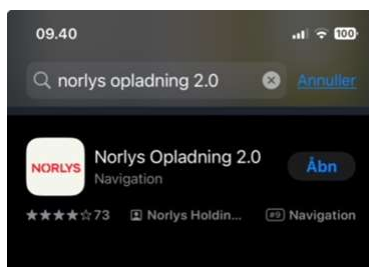 09.40
100
norlys opladning 2.0
Annuller
NORLYS
Norlys Opladning 2.0
Navigation
Åbn
73
Norlys Holdin...
#9
Navigation